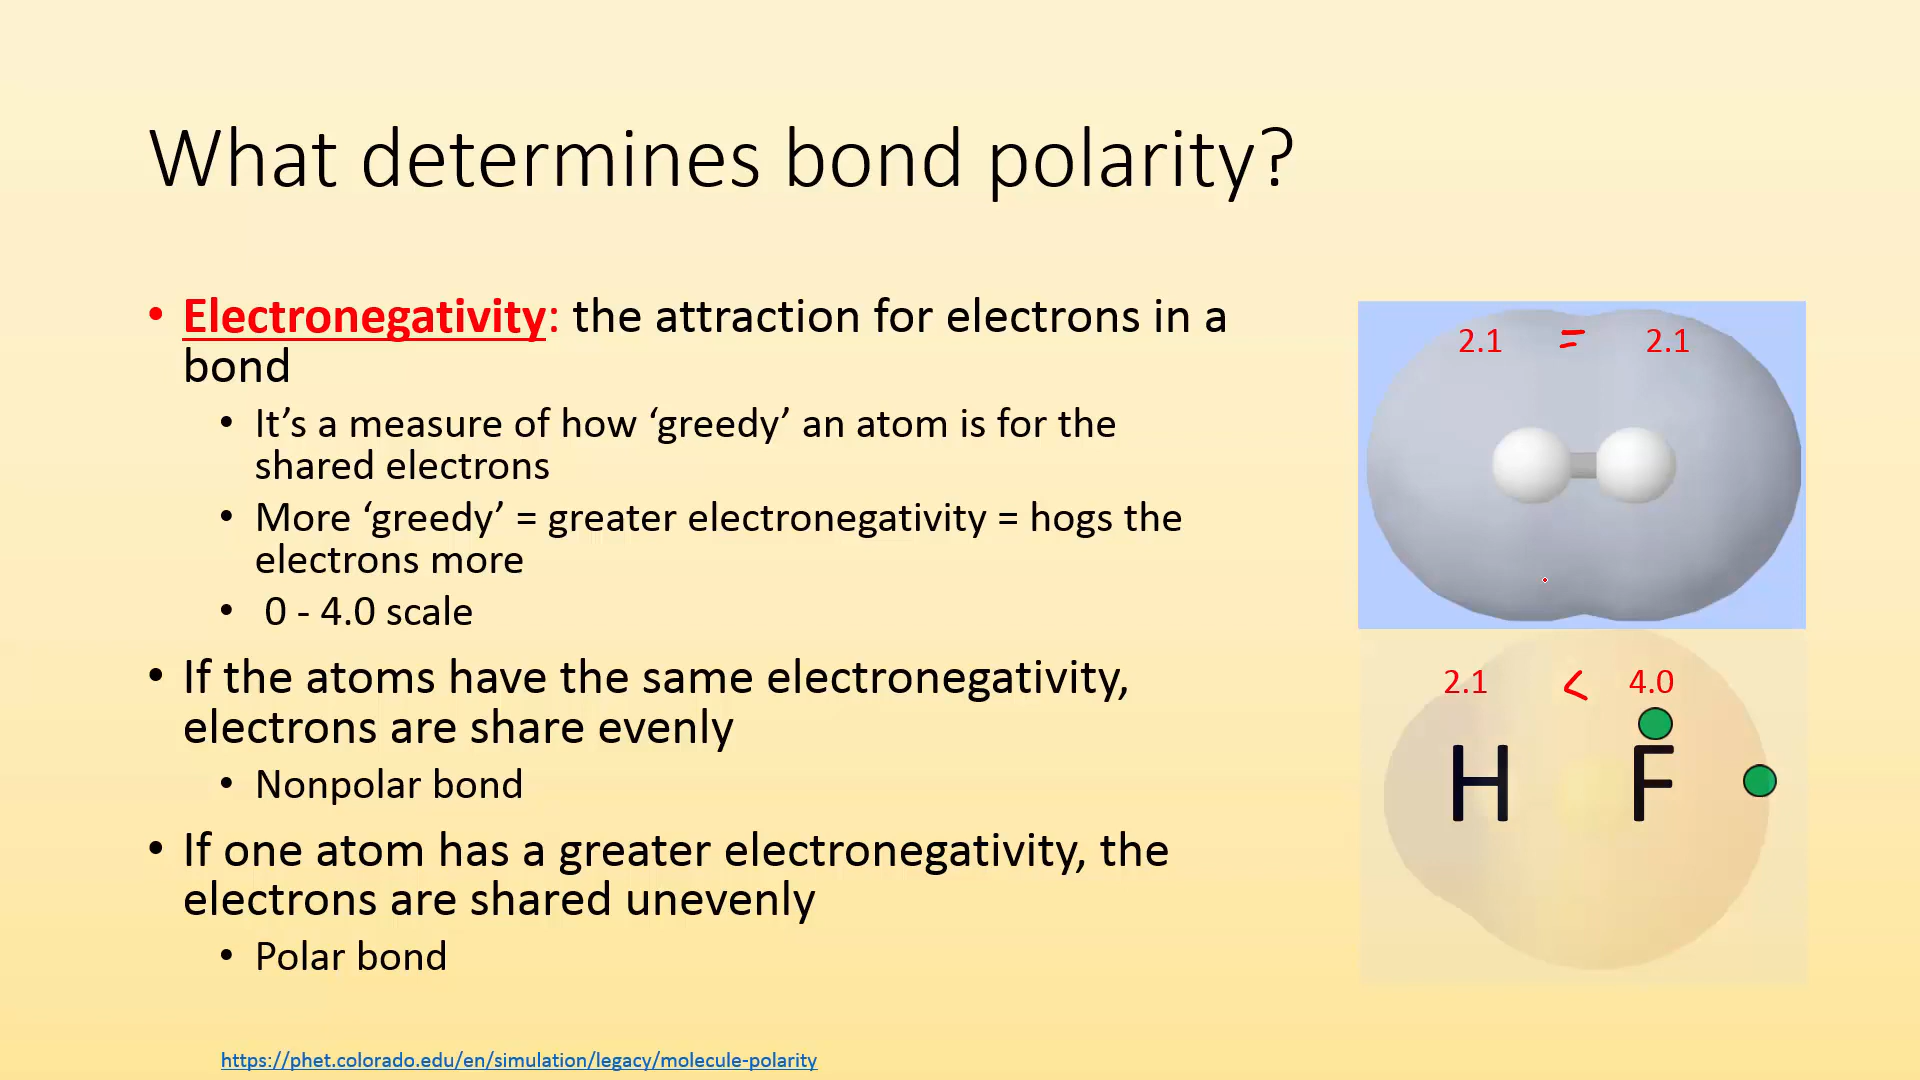 What determines bond polarity?
• Electronegativity: the attraction for electrons in a
bond
• It’s a measure of how ‘greedy’ an atom is for the
shared electrons
• More ‘greedy’ = greater electronegativity = hogs the
electrons more
• 0 - 4.0 scale
• If the atoms have the same electronegativity,
electrons are share evenly
• Nonpolar bond
• If one atom has a greater electronegativity, the
electrons are shared unevenly
• Polar bond
2.1 = 2.1
2.1 < 4.0
H F
https://phet.colorado.edu/en/simulation/legacy/molecule-polarity